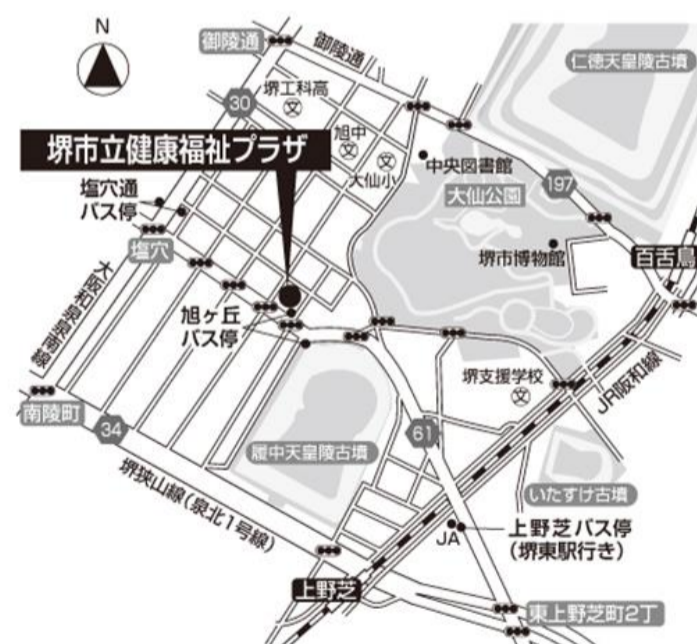 N
御陵通
御陵通
仁徳天皇陵古墳
30
堺工科高
文
旭中
文
文
大仙小
堺市立健康福祉プラザ
中央図書館
大仙公園
197
塩穴通
バス停
塩穴
堺市博物館
百舌鳥
大阪和泉泉南線
旭ヶ丘
バス停
堺支援学校
文
JR阪和線
南陵町
34
履中天皇陵古墳
61
いたすけ古墳
堺狭山線(泉北1号線)
JA
上野芝バス停
(堺東駅行き)
上野芝
東上野芝町2丁